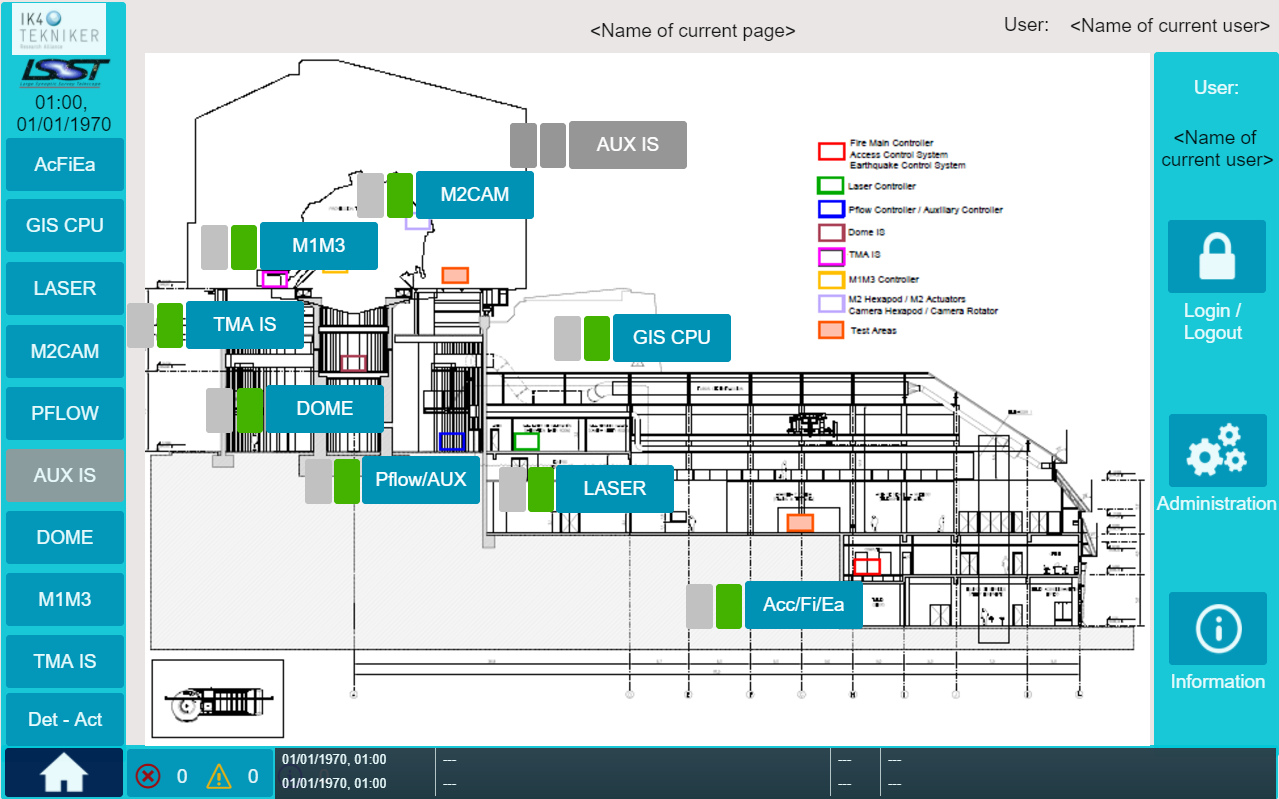 IK4
TEKNIKER
Research Alliance
LSST
Large Synoptic Survey Telescope
01:00,
01/01/1970
<Name of current page>
User:
<Name of current user>
AcFiEa
GIS CPU
LASER
M2CAM
PFLOW
AUX IS
DOME
M1M3
TMA IS
Det - Act
AUX IS
M2CAM
M1M3
TMA IS
GIS CPU
DOME
Pflow/AUX
LASER
Acc/Fi/Ea
Fire Main Controller
Access Control System
Earthquake Control System
Laser Controller
Pflow Controller / Auxiliary Controller
Dome IS
TMA IS
M1M3 Controller
M2 Hexapod / M2 Actuators
Camera Hexapod / Camera Rotator
Test Areas
User:
<Name of
current user>
Login /
Logout
Administration
Information
0
0
01/01/1970, 01:00
---
---
---
01/01/1970, 01:00
---
---
---